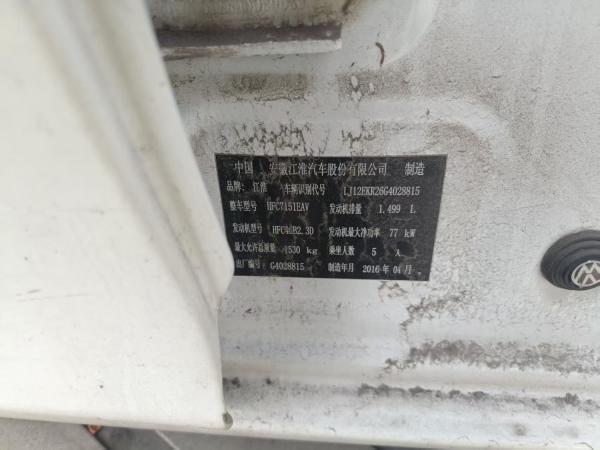 中国 安徽江淮汽车股份有限公司 制造
品牌: 江淮 车辆识别代号 LJ12EKR26G4028815
整车型号 HFC7151EAV 发动机排量 1.499 L
发动机型号 HFC4GB2.3D 发动机最大净功率 77 kW
最大允许总质量 1530 kg 乘坐人数 5 人
出厂编号 G4028815 制造年月 2016 年 04 月